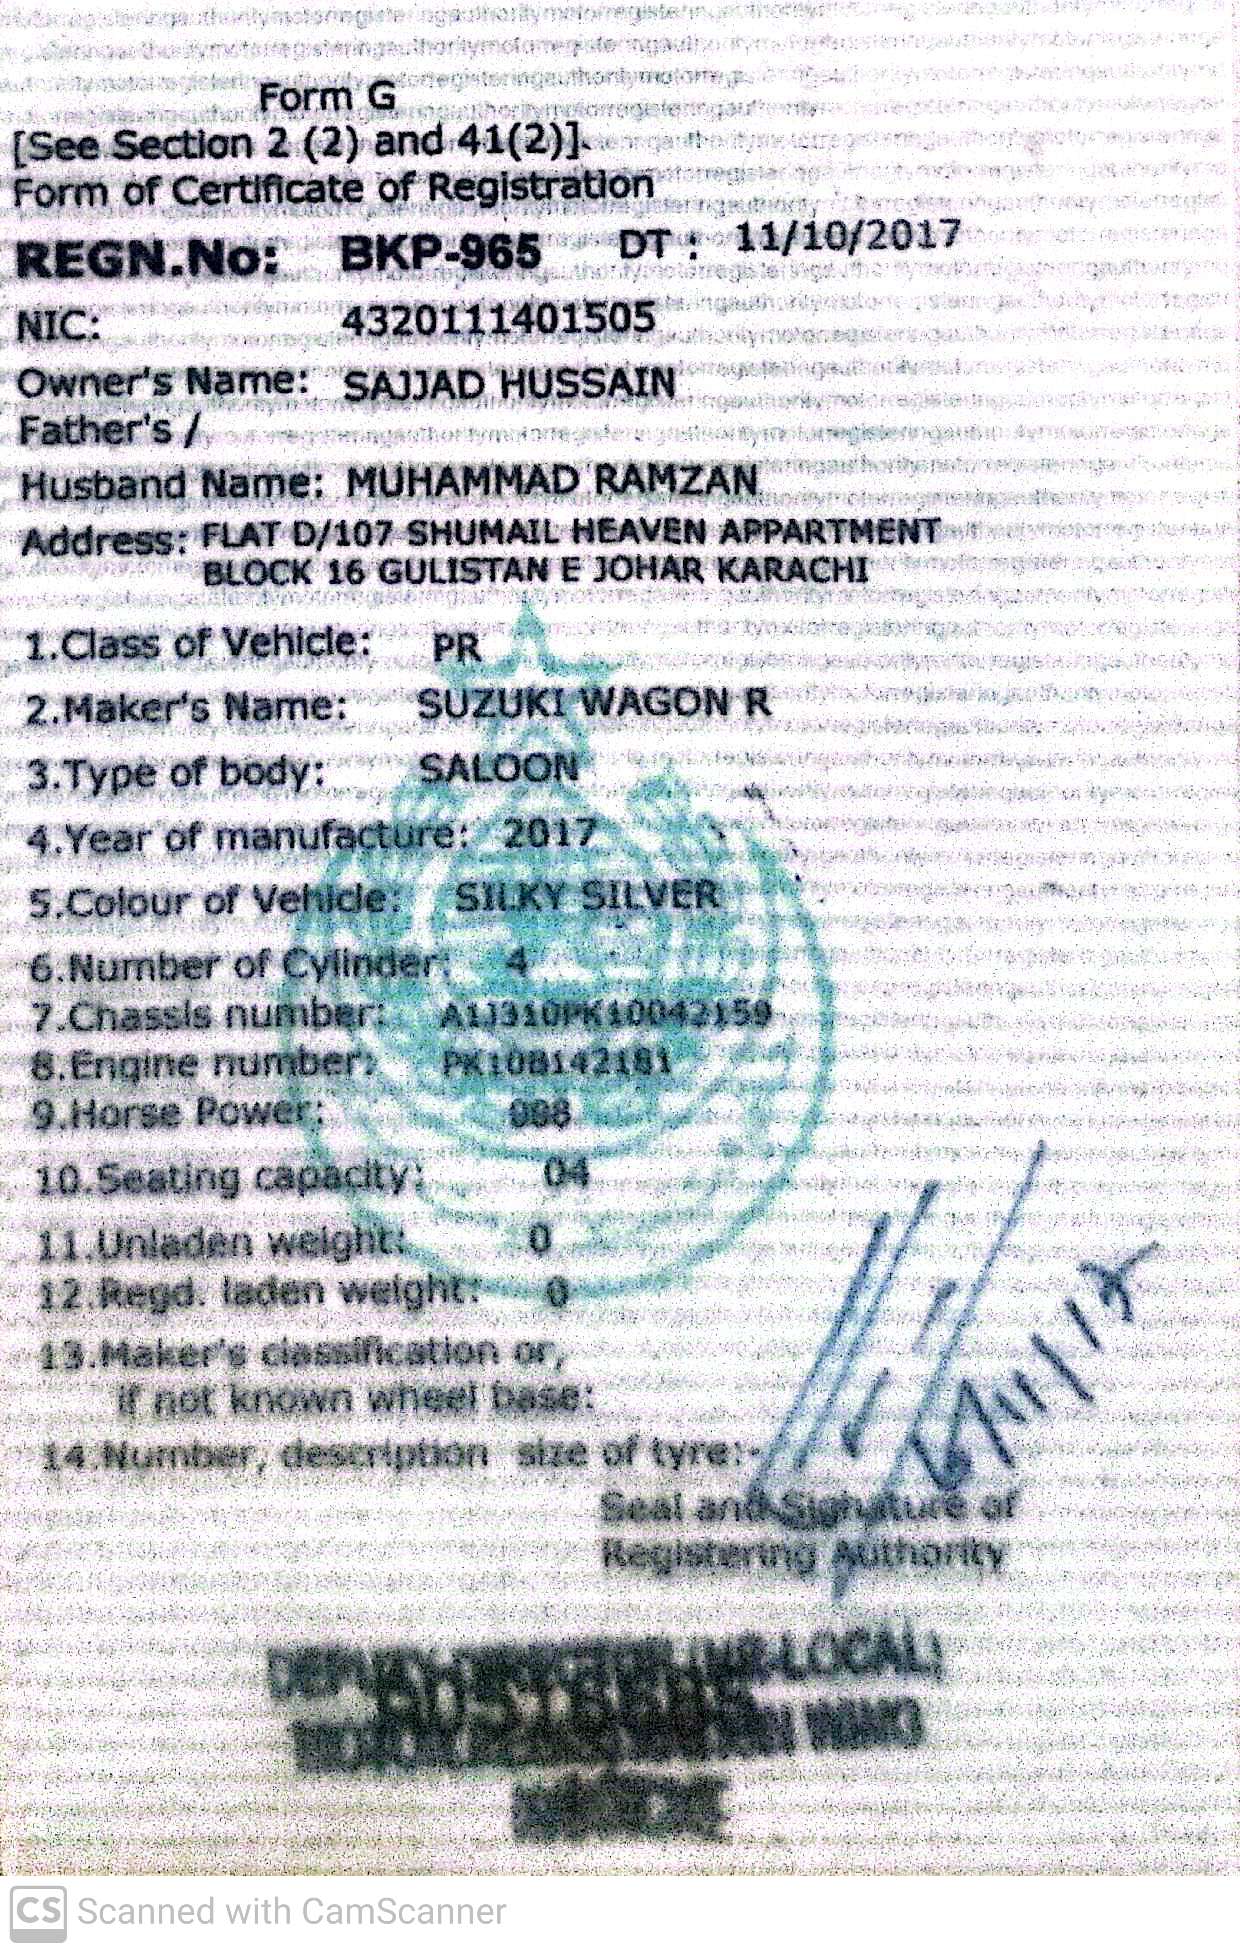 Form G
[See Section 2 (2) and 41(2)].
Form of Certificate of Registration
REGN.No: BKP-965 DT : 11/10/2017
NIC: 4320111401505
Owner's Name: SAJJAD HUSSAIN
Father's /
Husband Name: MUHAMMAD RAMZAN
Address: FLAT D/107 SHUMAIL HEAVEN APPARTMENT
BLOCK 16 GULISTAN E JOHAR KARACHI
1.Class of Vehicle: PR
2.Maker's Name: SUZUKI WAGON R
3.Type of body: SALOON
4.Year of manufacture: 2017
5.Colour of Vehicle: SILKY SILVER
6.Number of Cylinder: 4
7.Chassis number: A1J310PK10042159
8.Engine number: PK10B142181
9.Horse Power: 998
10.Seating capacity: 04
11.Unladen weight: 0
12.Regd. laden weight: 0
13.Maker's classification or,
if not known wheel base:
14.Number, description size of tyre:-
Seal and Signature of
Registering Authority
(MR-LOCAL)
CS Scanned with CamScanner